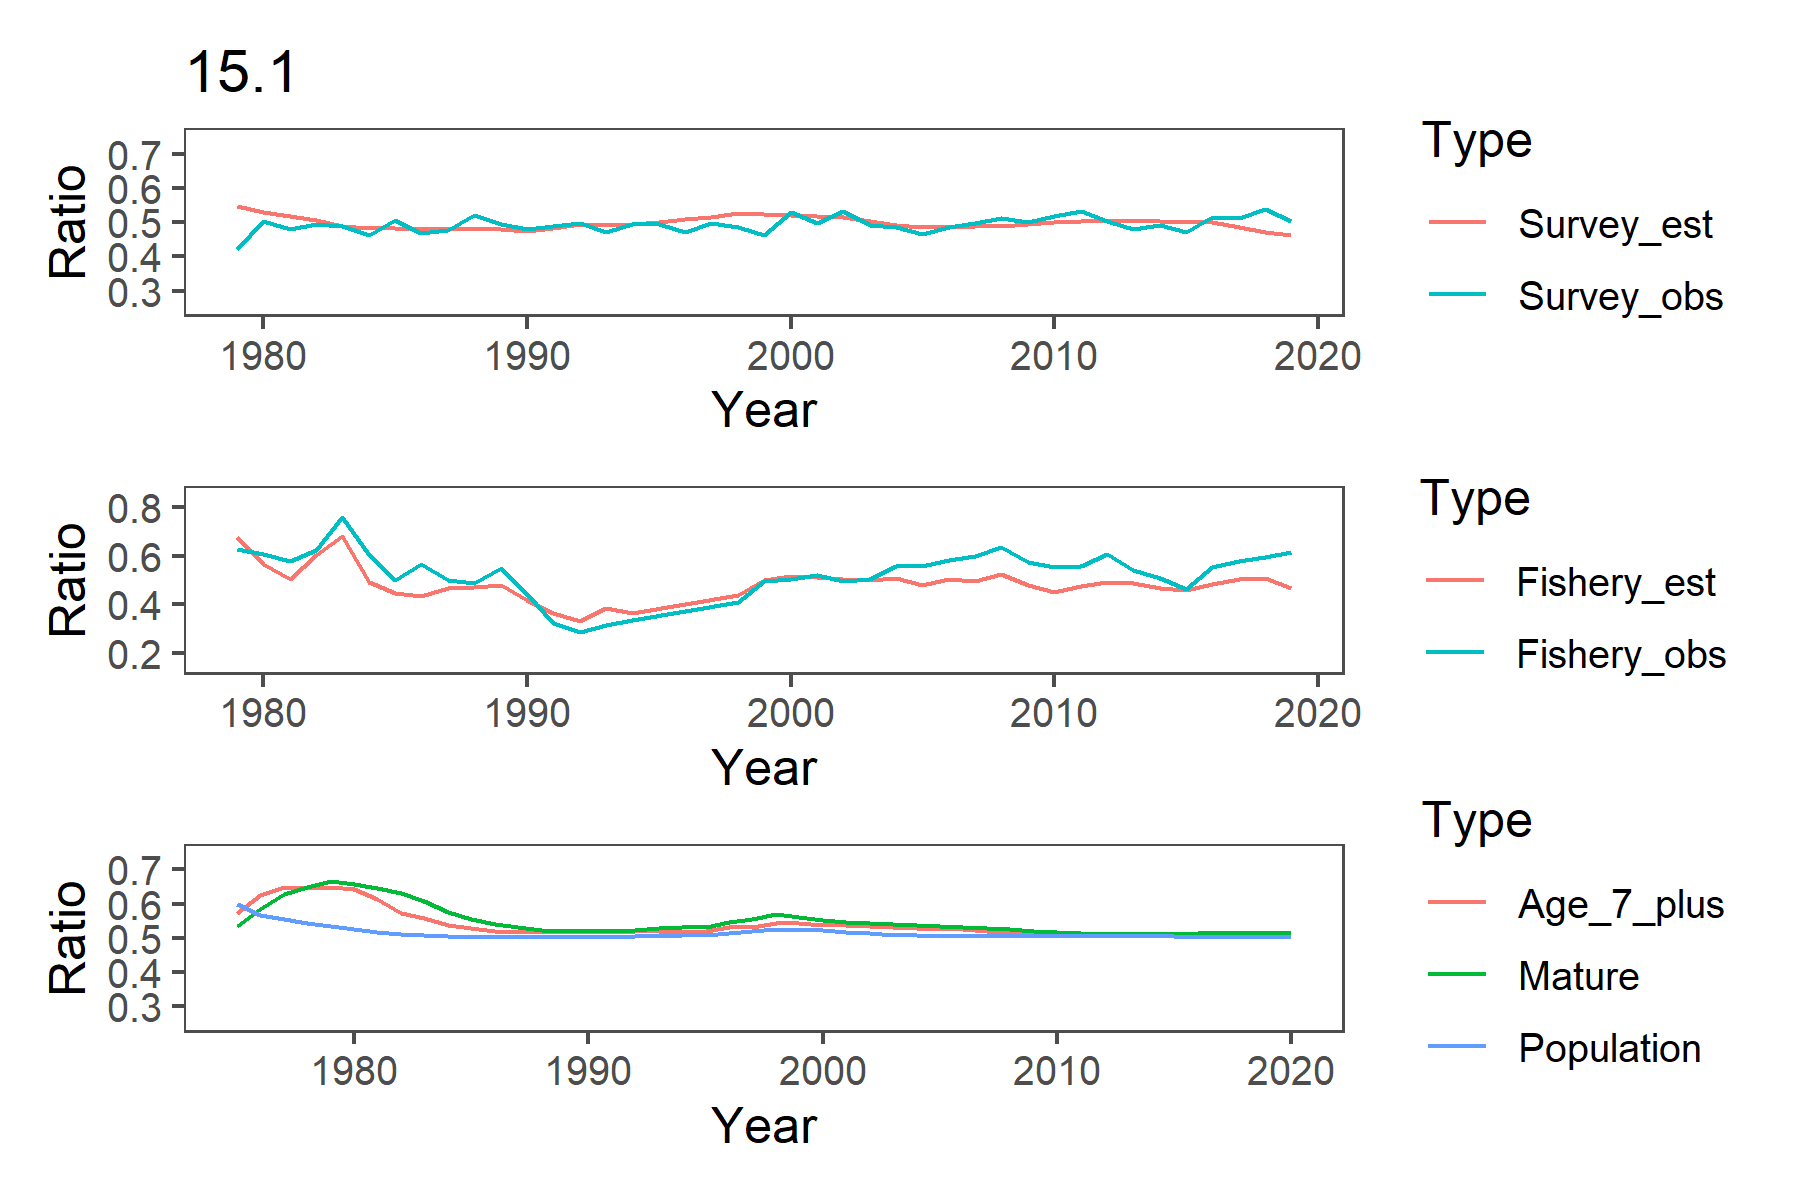 15.1
Ratio
0.7
0.6
0.5
0.4
0.3
1980 1990 2000 2010 2020
Year
Type
Survey_est
Survey_obs
Ratio
0.8
0.6
0.4
0.2
1980 1990 2000 2010 2020
Year
Type
Fishery_est
Fishery_obs
Ratio
0.7
0.6
0.5
0.4
0.3
1980 1990 2000 2010 2020
Year
Type
Age_7_plus
Mature
Population